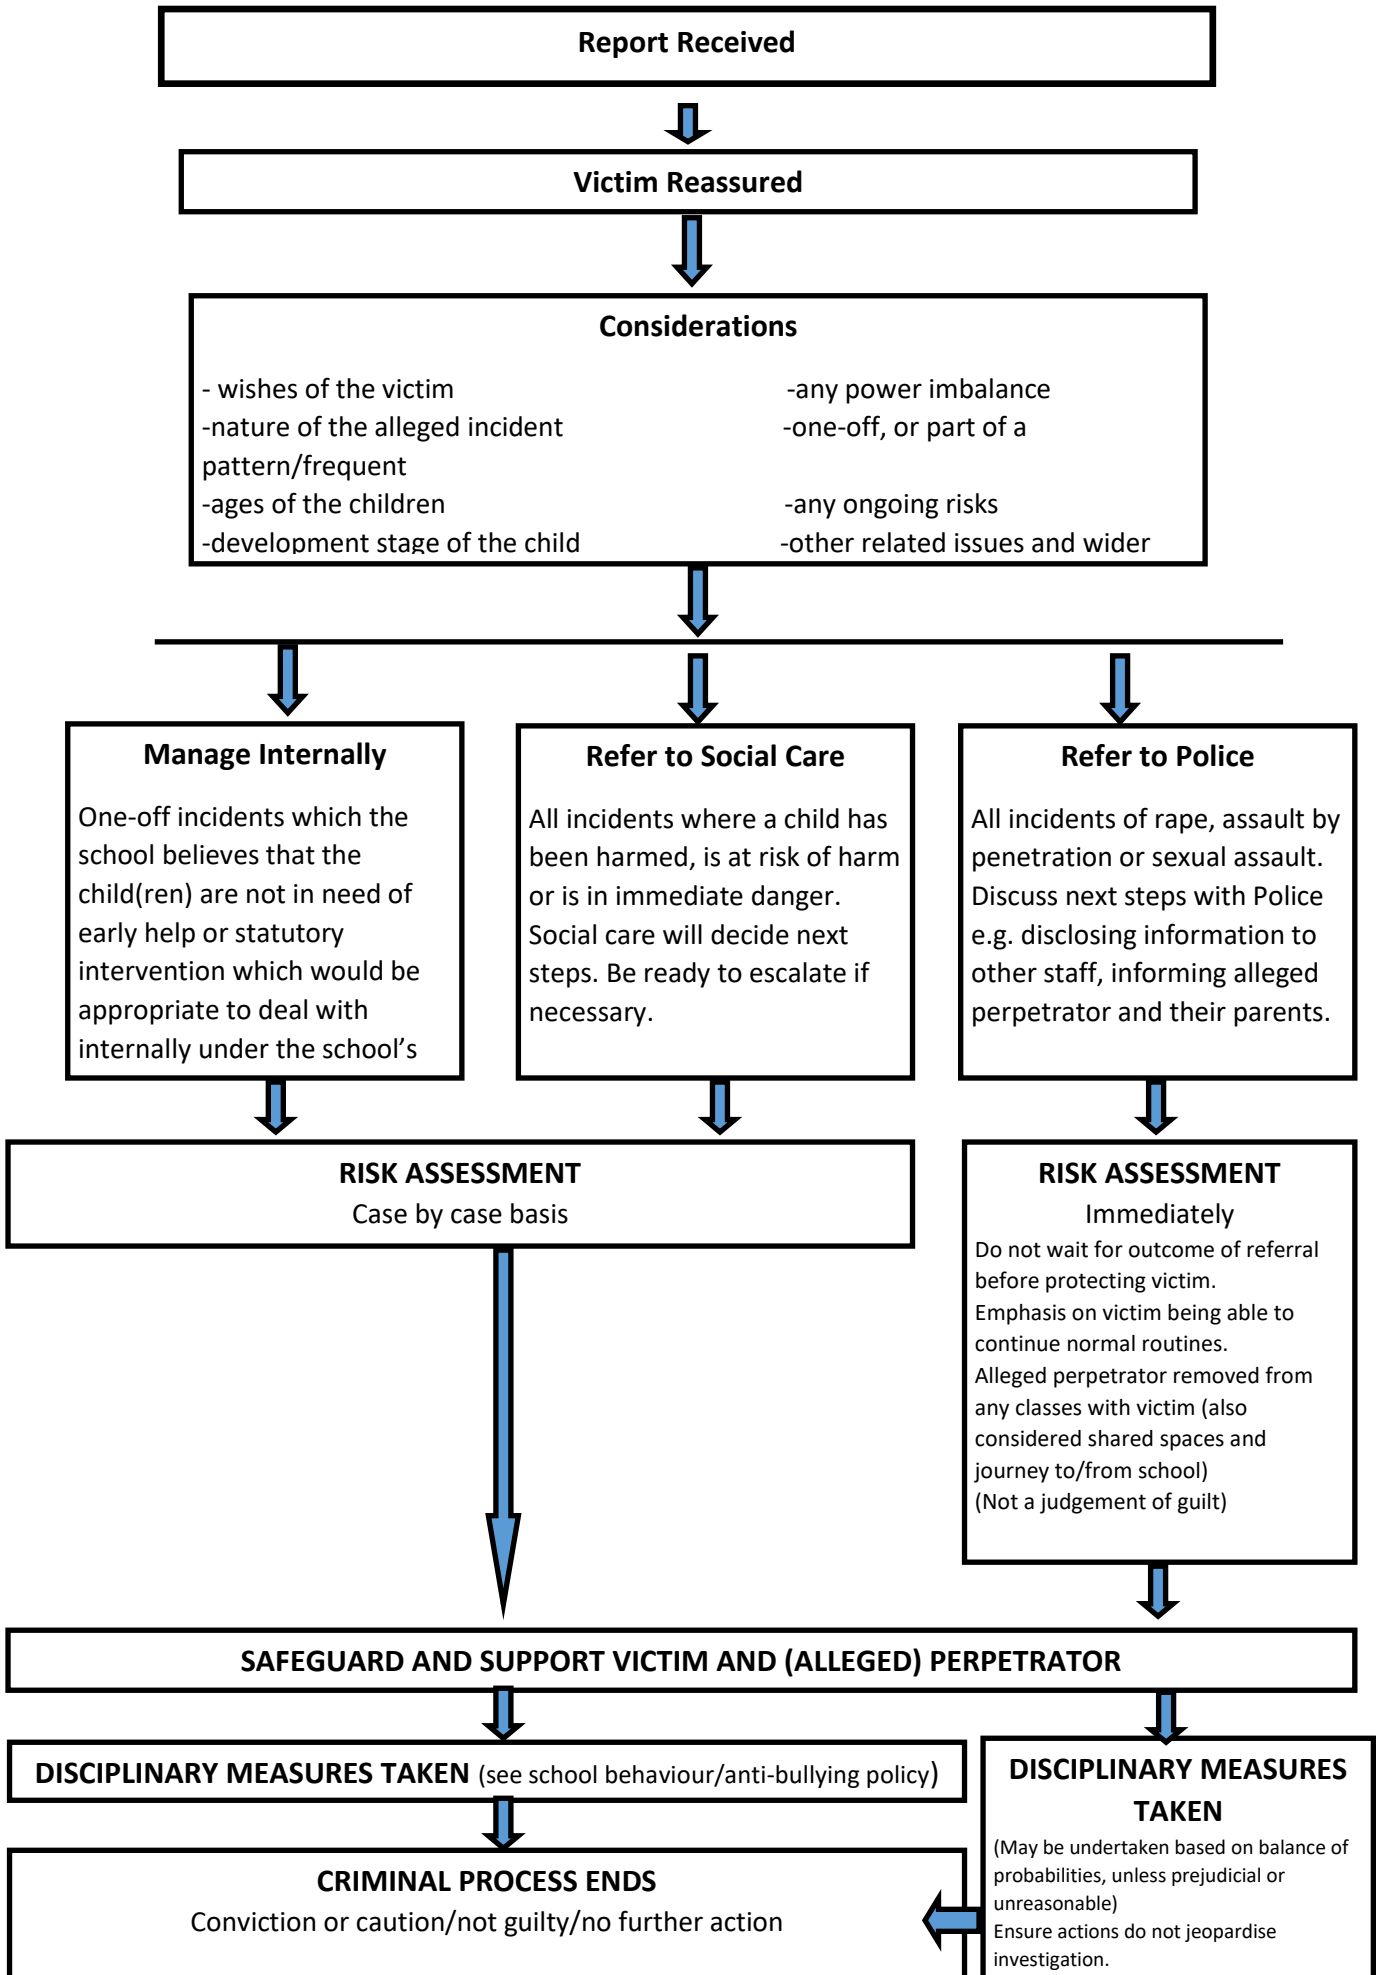 Report Received
Victim Reassured
Considerations
- wishes of the victim -any power imbalance
-nature of the alleged incident -one-off, or part of a
pattern/frequent
-ages of the children -any ongoing risks
-development stage of the child -other related issues and wider
Manage Internally
One-off incidents which the
school believes that the
child(ren) are not in need of
early help or statutory
intervention which would be
appropriate to deal with
internally under the school's
Refer to Social Care
All incidents where a child has
been harmed, is at risk of harm
or is in immediate danger.
Social care will decide next
steps. Be ready to escalate if
necessary.
Refer to Police
All incidents of rape, assault by
penetration or sexual assault.
Discuss next steps with Police
e.g. disclosing information to
other staff, informing alleged
perpetrator and their parents.
RISK ASSESSMENT
Case by case basis
RISK ASSESSMENT
Immediately
Do not wait for outcome of referral
before protecting victim.
Emphasis on victim being able to
continue normal routines.
Alleged perpetrator removed from
any classes with victim (also
considered shared spaces and
journey to/from school)
(Not a judgement of guilt)
SAFEGUARD AND SUPPORT VICTIM AND (ALLEGED) PERPETRATOR
DISCIPLINARY MEASURES TAKEN (see school behaviour/anti-bullying policy)
DISCIPLINARY MEASURES
TAKEN
(May be undertaken based on balance of
probabilities, unless prejudicial or
unreasonable)
Ensure actions do not jeopardise
investigation.
CRIMINAL PROCESS ENDS
Conviction or caution/not guilty/no further action